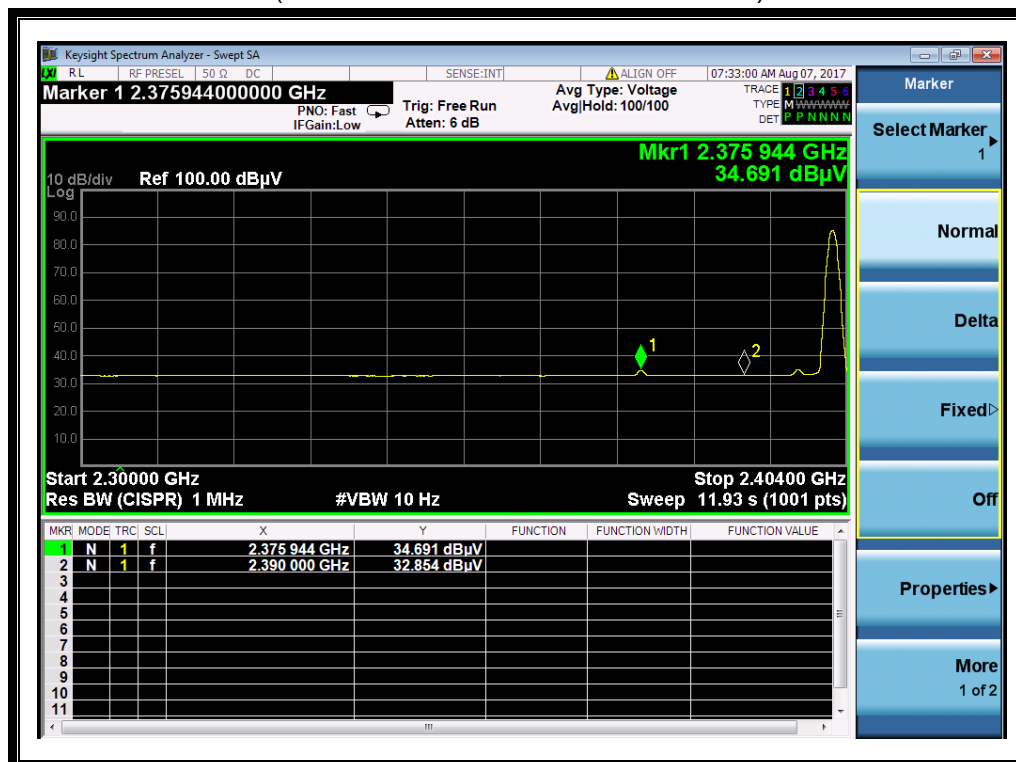 Keysight Spectrum Analyzer - Swept SA
LXI RL RF PRESEL 50 Ω DC SENSE:INT ALIGN OFF 07:33:00 AM Aug 07, 2017
Marker 1 2.375944000000 GHz
PNO: Fast
IFGain:Low
Trig: Free Run
Atten: 6 dB
Avg Type: Voltage
Avg|Hold: 100/100
TRACE 1 2 3 4 5 6
TYPE M WWWWW
DET P P N N N N
Mkr1 2.375 944 GHz
34.691 dBµV
10 dB/div Ref 100.00 dBµV
Log
90.0
80.0
70.0
60.0
50.0
40.0
30.0
20.0
10.0
1
2
Start 2.30000 GHz Stop 2.40400 GHz
Res BW (CISPR) 1 MHz #VBW 10 Hz Sweep 11.93 s (1001 pts)
MKR MODE TRC SCL X Y FUNCTION FUNCTION WIDTH FUNCTION VALUE
1 N 1 f 2.375 944 GHz 34.691 dBµV
2 N 1 f 2.390 000 GHz 32.854 dBµV
3
4
5
6
7
8
9
10
11
Marker
Select Marker
1
Normal
Delta
Fixed
Off
Properties
More
1 of 2